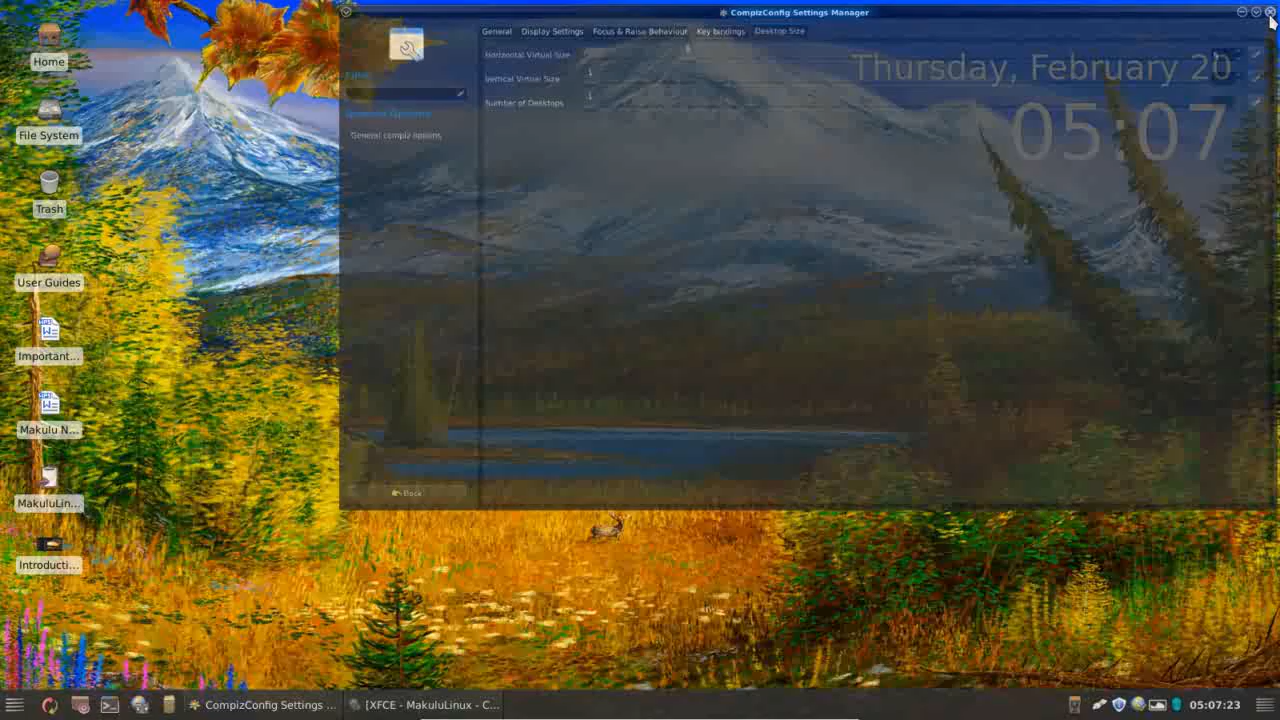 CompizConfig Settings Manager
General
Display Settings
Focus & Raise Behaviour
Key bindings
Desktop Size
Horizontal Virtual Size
Vertical Virtual Size
Number of Desktops
Filter
General Options
General compiz options
Back
Thursday, February 20
05:07
Home
File System
Trash
User Guides
Important...
Makulu N...
MakuluLin...
Introducti...
CompizConfig Settings ...
[XFCE - MakuluLinux - C...
05:07:23